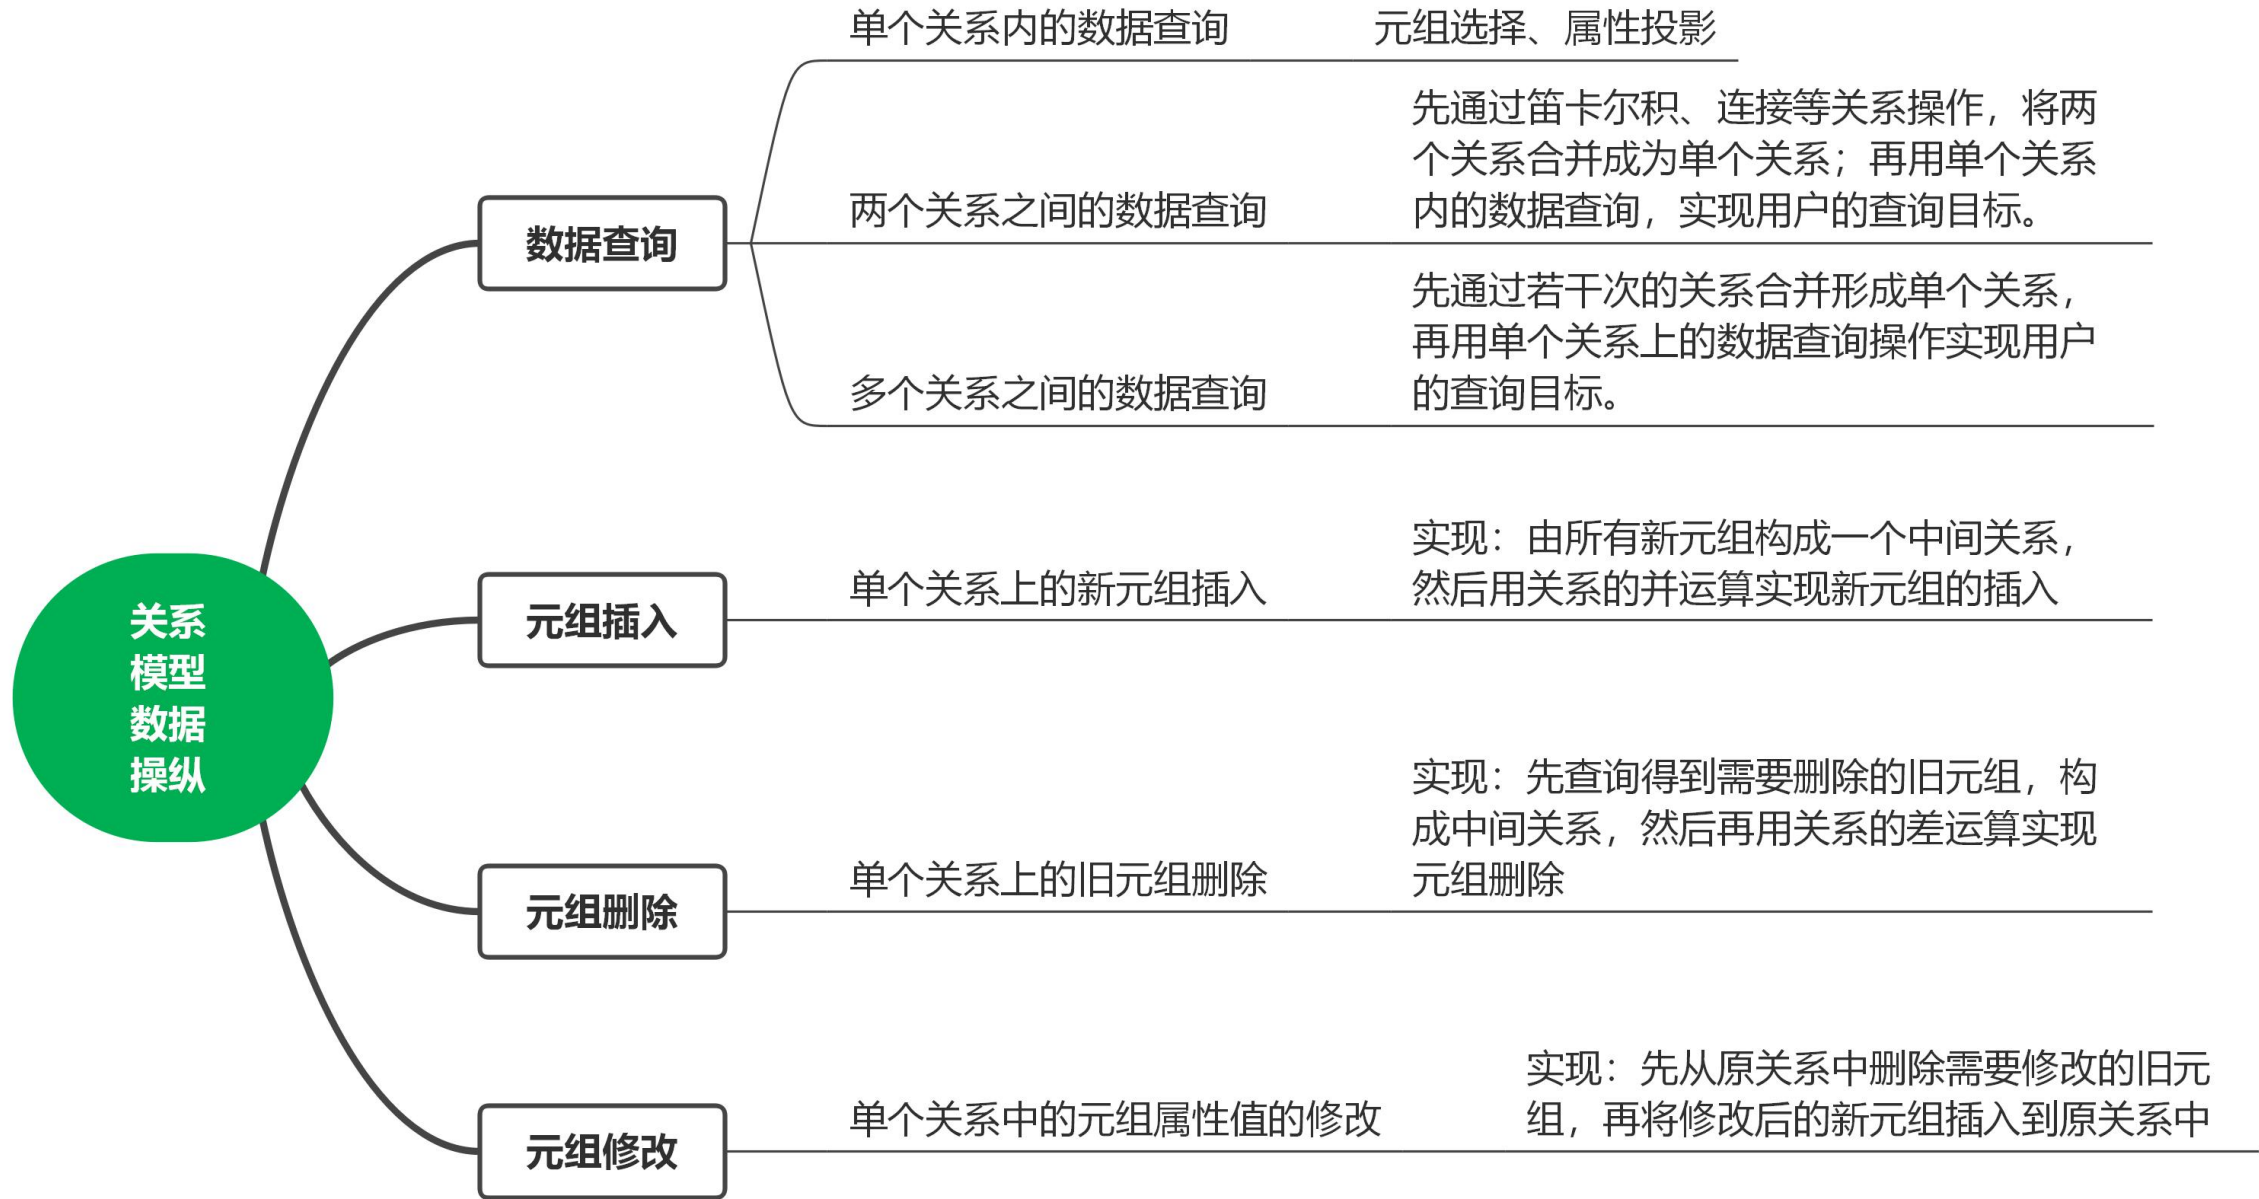 单个关系内的数据查询
元组选择、属性投影
先通过笛卡尔积、连接等关系操作，将两
个关系合并成为单个关系；再用单个关系
内的数据查询，实现用户的查询目标。
两个关系之间的数据查询
数据查询
先通过若干次的关系合并形成单个关系，
再用单个关系上的数据查询操作实现用户
的查询目标。
多个关系之间的数据查询
实现：由所有新元组构成一个中间关系，
然后用关系的并运算实现新元组的插入
单个关系上的新元组插入
元组插入
关系
模型
数据
操纵
实现：先查询得到需要删除的旧元组，构
成中间关系，然后再用关系的差运算实现
元组删除
单个关系上的旧元组删除
元组删除
实现：先从原关系中删除需要修改的旧元
组，再将修改后的新元组插入到原关系中
单个关系中的元组属性值的修改
元组修改